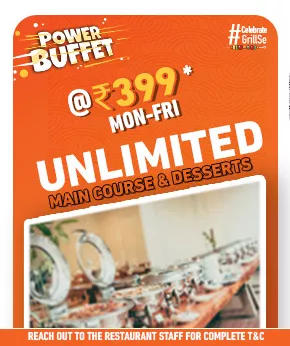 POWER
BUFFET
#Celebrate
GrillSe
@₹399*
MON-FRI
UNLIMITED
MAIN COURSE & DESSERTS
REACH OUT TO THE RESTAURANT STAFF FOR COMPLETE T&C